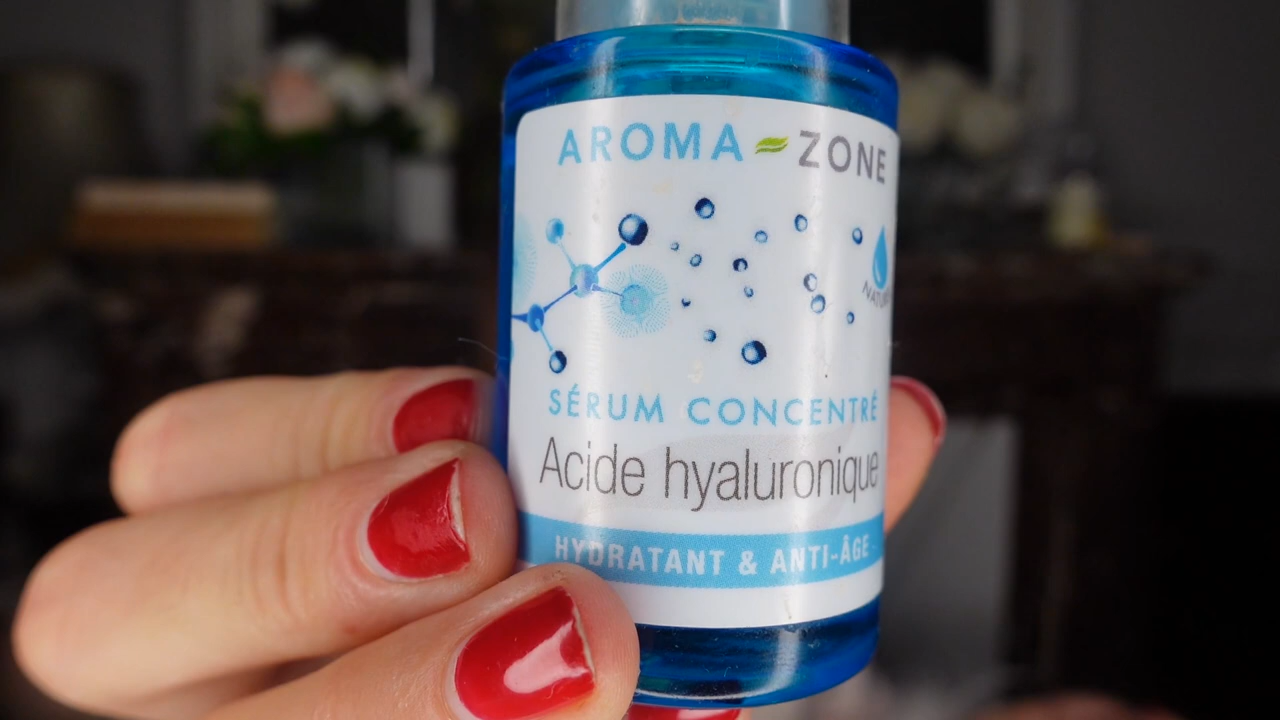 AROMA ZONE
SÉRUM CONCENTRÉ
Acide hyaluronique
HYDRATANT & ANTI-ÂGE